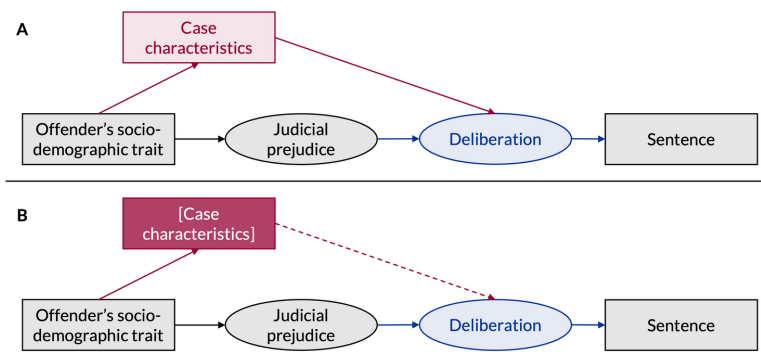 A
Case
characteristics
Offender's socio-
demographic trait
Judicial
prejudice
Deliberation
Sentence
B
[Case
characteristics]
Offender's socio-
demographic trait
Judicial
prejudice
Deliberation
Sentence